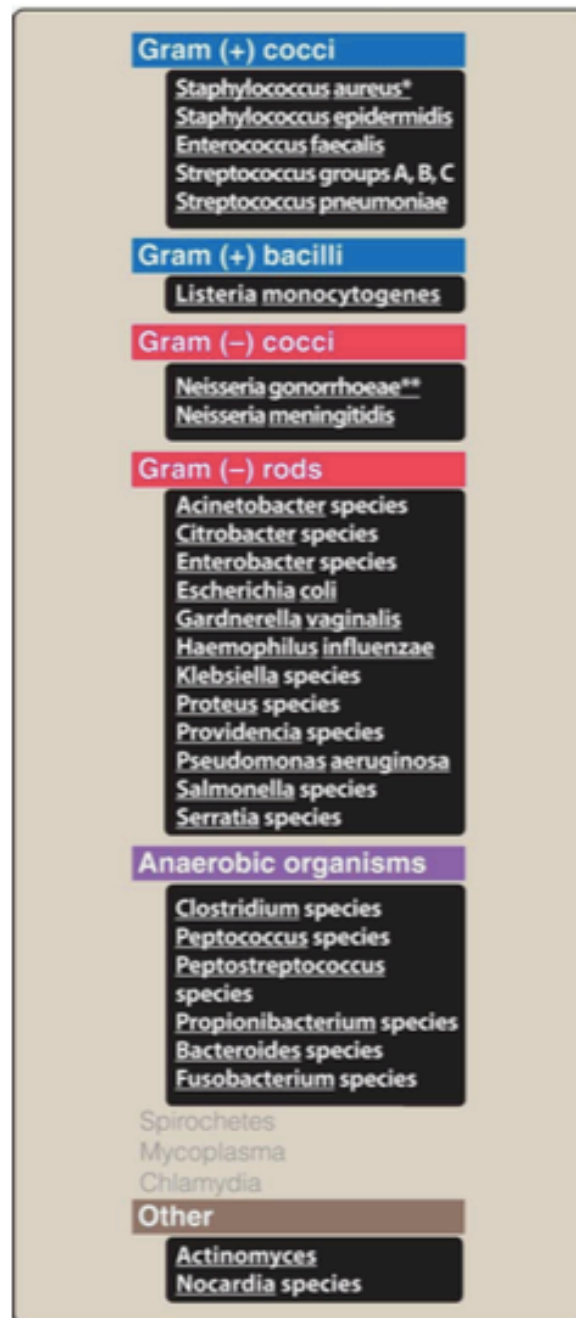 Gram (+) cocci
Staphylococcus aureus*
Staphylococcus epidermidis
Enterococcus faecalis
Streptococcus groups A, B, C
Streptococcus pneumoniae
Gram (+) bacilli
Listeria monocytogenes
Gram (–) cocci
Neisseria gonorrhoeae**
Neisseria meningitidis
Gram (–) rods
Acinetobacter species
Citrobacter species
Enterobacter species
Escherichia coli
Gardnerella vaginalis
Haemophilus influenzae
Klebsiella species
Proteus species
Providencia species
Pseudomonas aeruginosa
Salmonella species
Serratia species
Anaerobic organisms
Clostridium species
Peptococcus species
Peptostreptococcus
species
Propionibacterium species
Bacteroides species
Fusobacterium species
Spirochetes
Mycoplasma
Chlamydia
Other
Actinomyces
Nocardia species